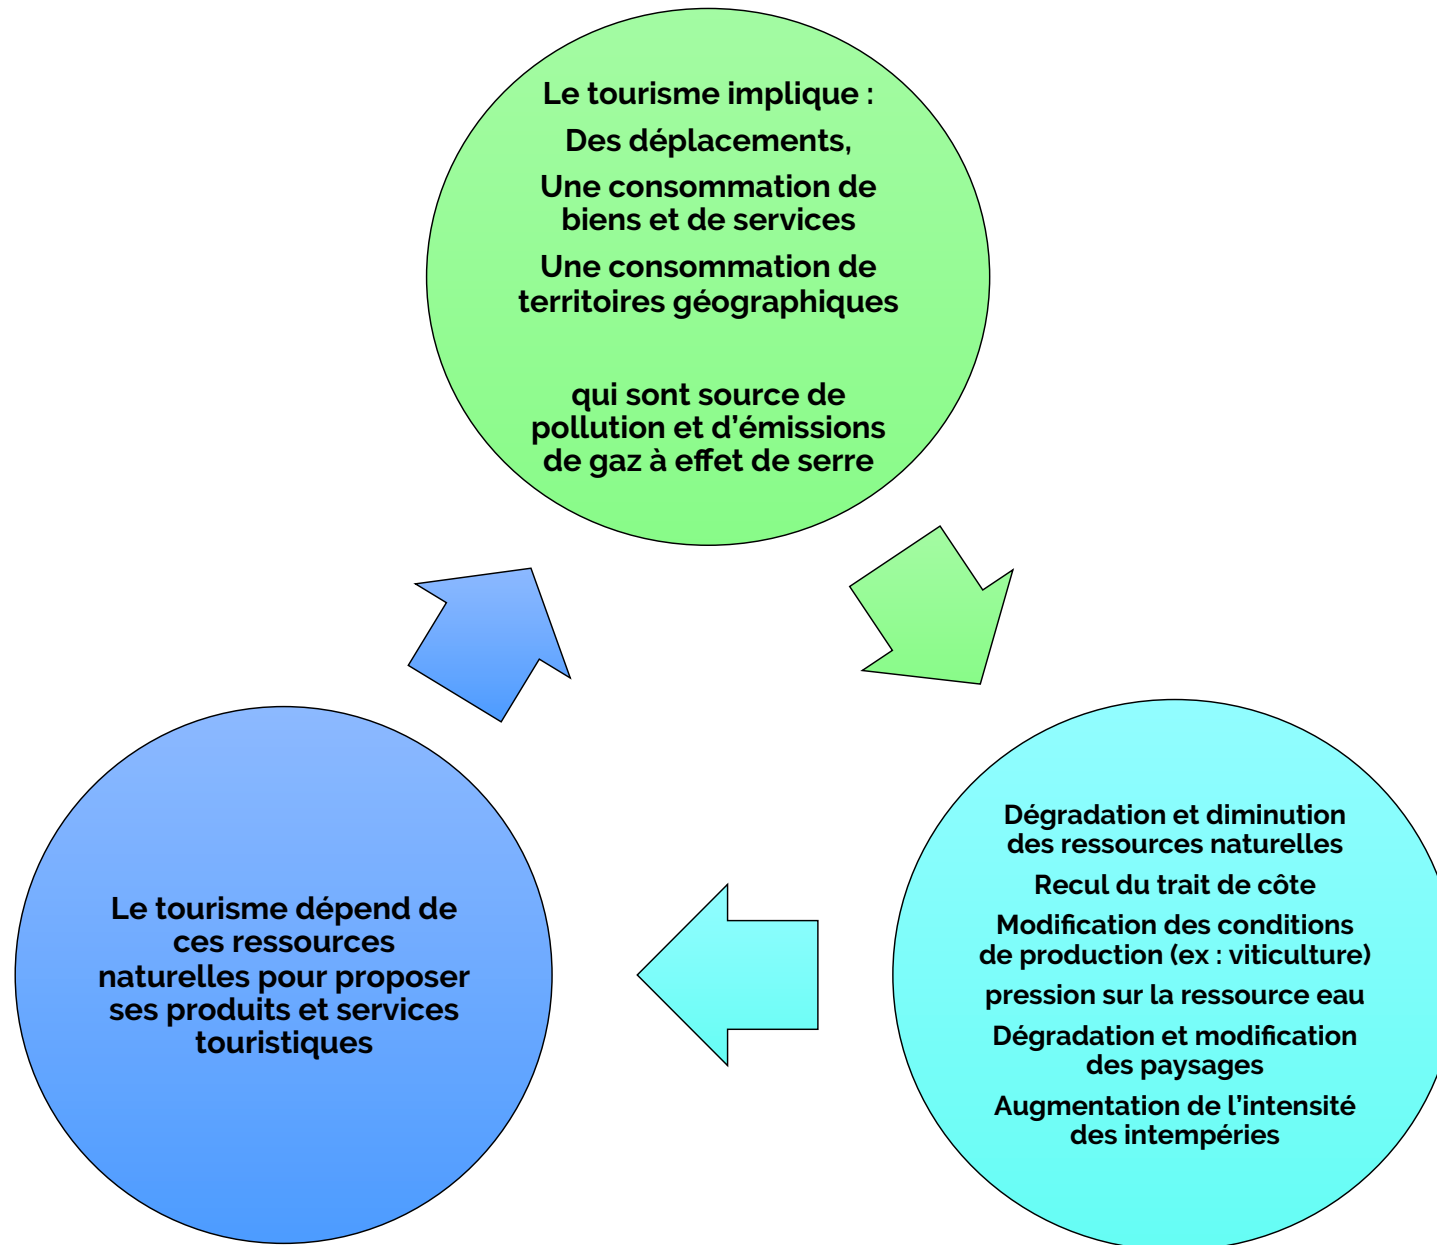 Le tourisme implique :
Des déplacements,
Une consommation de
biens et de services
Une consommation de
territoires géographiques
qui sont source de
pollution et d’émissions
de gaz à effet de serre
Dégradation et diminution
des ressources naturelles
Recul du trait de côte
Modification des conditions
de production (ex : viticulture)
pression sur la ressource eau
Dégradation et modification
des paysages
Augmentation de l’intensité
des intempéries
Le tourisme dépend de
ces ressources
naturelles pour proposer
ses produits et services
touristiques